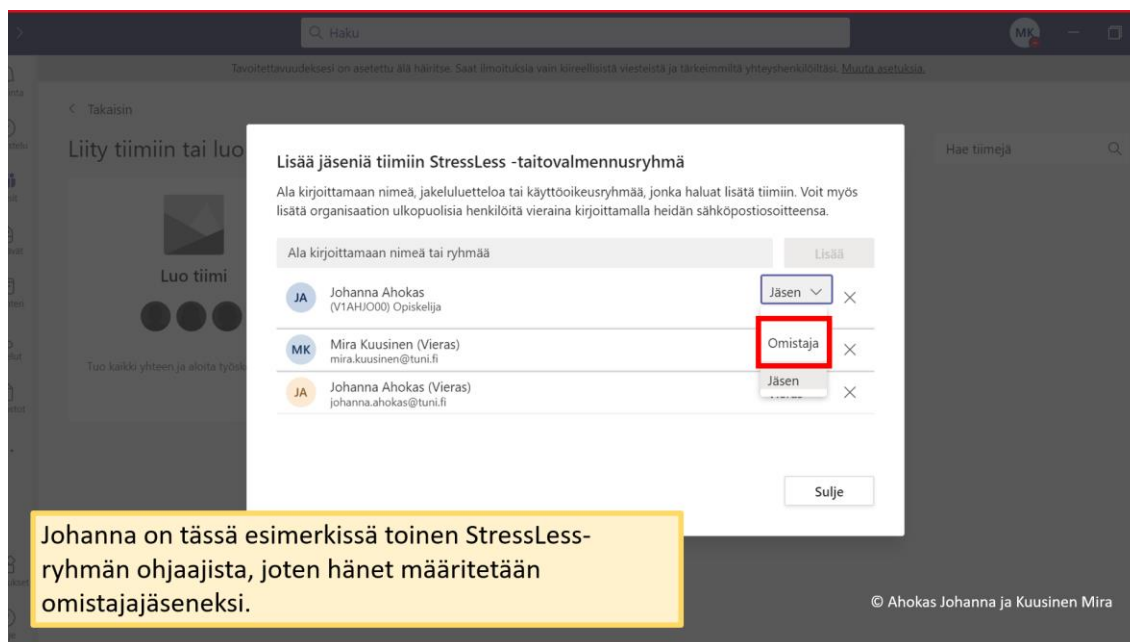 Haku
MK
Tavoitettavuudeksesi on asetettu älä häiritse. Saat ilmoituksia vain kiireellisistä viesteistä ja tärkeimmiltä yhteyshenkilöiltäsi. Muuta asetuksia.
Takaisin
Liity tiimiin tai luo
Hae tiimejä
Luo tiimi
Tuo kaikki yhteen ja aloita työsk
Lisää jäseniä tiimiin StressLess -taitovalmennusryhmä
Ala kirjoittamaan nimeä, jakeluluetteloa tai käyttöoikeusryhmää, jonka haluat lisätä tiimiin. Voit myös
lisätä organisaation ulkopuolisia henkilöitä vieraina kirjoittamalla heidän sähköpostiosoitteensa.
Ala kirjoittamaan nimeä tai ryhmää
Lisää
JA
Johanna Ahokas
(V1AHJO00) Opiskelija
Jäsen
MK
Mira Kuusinen (Vieras)
mira.kuusinen@tuni.fi
Omistaja
JA
Johanna Ahokas (Vieras)
johanna.ahokas@tuni.fi
Jäsen
Sulje
Johanna on tässä esimerkissä toinen StressLess-
ryhmän ohjaajista, joten hänet määritetään
omistajajäseneksi.
© Ahokas Johanna ja Kuusinen Mira